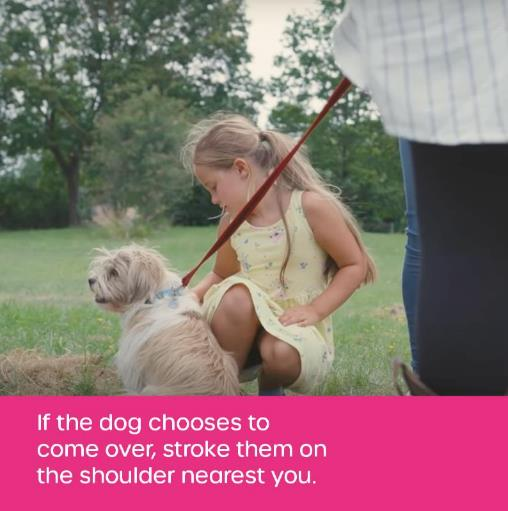 If the dog chooses to
come over, stroke them on
the shoulder nearest you.